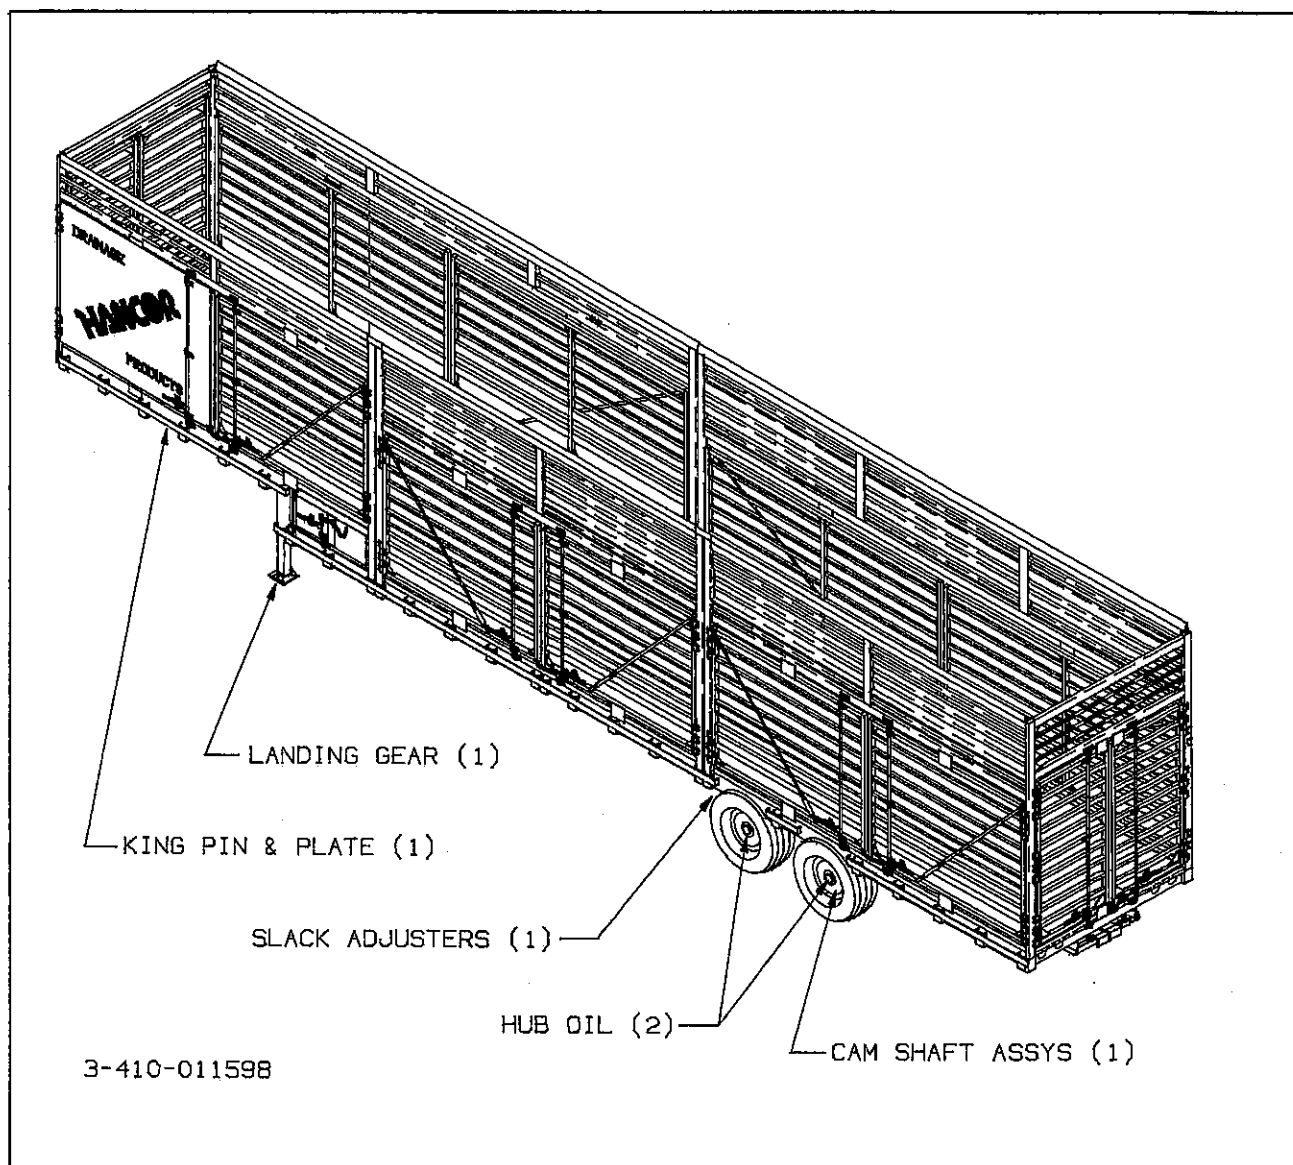 DRAINAGE
HANCOR
PRODUCTS
LANDING GEAR (1)
KING PIN & PLATE (1)
SLACK ADJUSTERS (1)
HUB OIL (2)
CAM SHAFT ASSYS (1)
3-410-011598